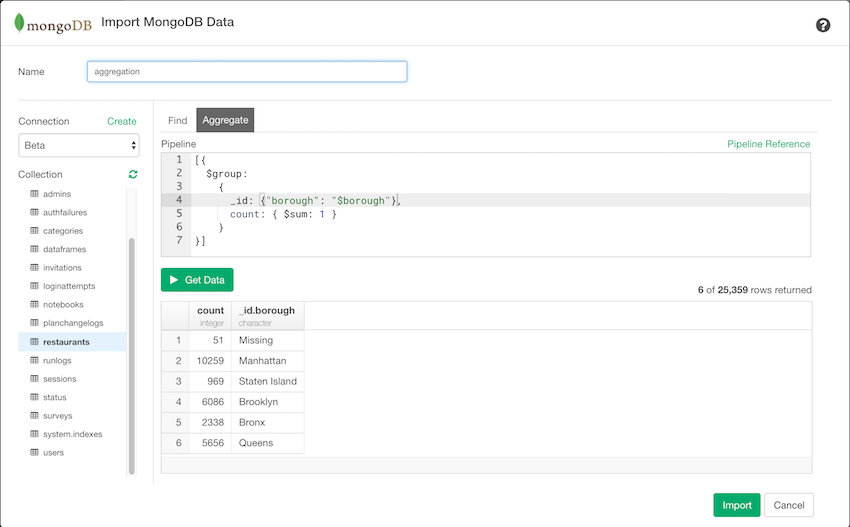 mongoDB Import MongoDB Data
?
Name aggregation
Connection Create
Beta
Collection
admins
authfailures
categories
dataframes
invitations
loginattempts
notebooks
planchangelogs
restaurants
runlogs
sessions
status
surveys
system.indexes
users
Find Aggregate
Pipeline Pipeline Reference
1 [{
2 $group:
3 {
4 _id: {"borough": "$borough"},
5 count: { $sum: 1 }
6 }
7 }]
Get Data
6 of 25,359 rows returned
count _id.borough
integer character
1 51 Missing
2 10259 Manhattan
3 969 Staten Island
4 6086 Brooklyn
5 2338 Bronx
6 5656 Queens
Import Cancel